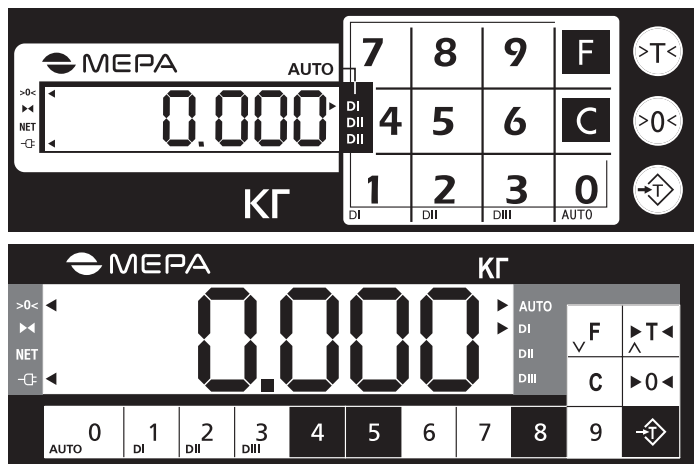 МЕРА
AUTO
7 8 9 F >T<
>0<
NET
0.000
DI
DII
DII
4 5 6 C >0<
КГ
1 2 3 0 T
DI DII DIII AUTO
МЕРА КГ
>0<
NET
0.000
AUTO
DI
DII
DIII
F ►T◄
C ►0◄
0 1 2 3 4 5 6 7 8 9 T
AUTO DI DII DIII